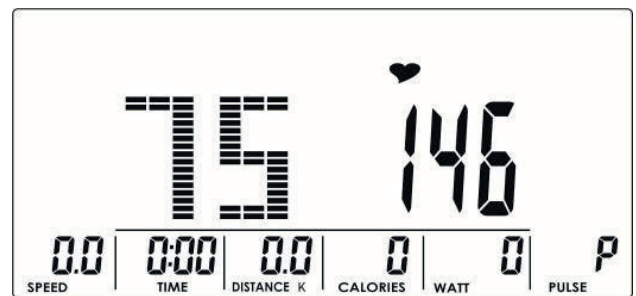 75 146
0.0 0:00 0.0 0 0 P
SPEED TIME DISTANCE K CALORIES WATT PULSE